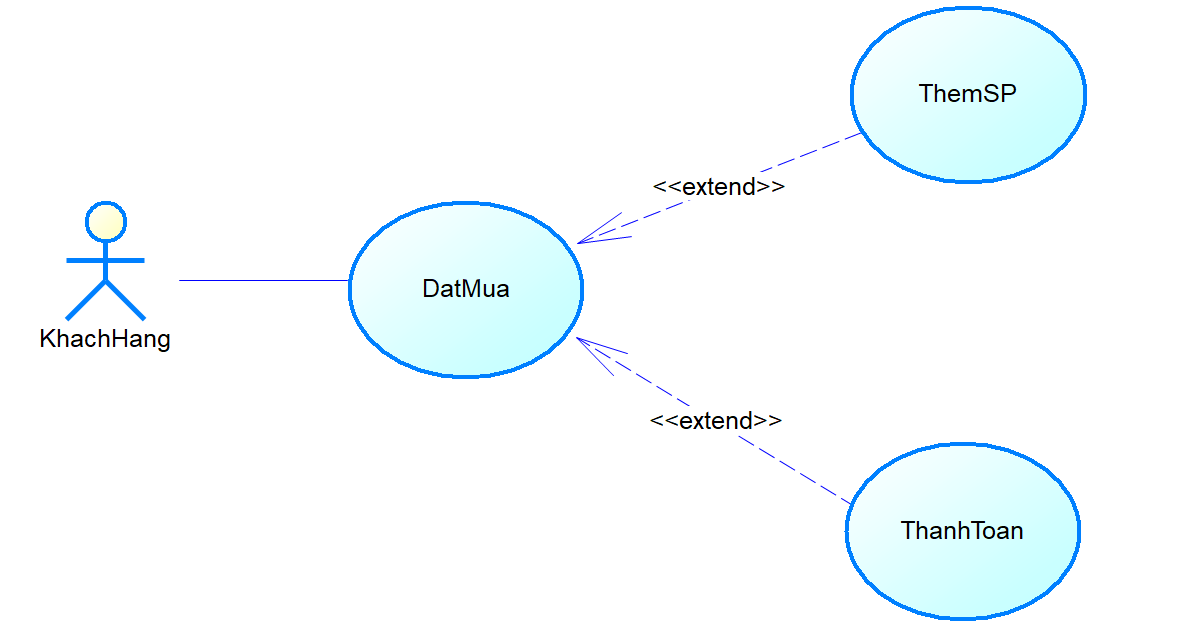 ThemSP
<<extend>>
DatMua
KhachHang
<<extend>>
ThanhToan